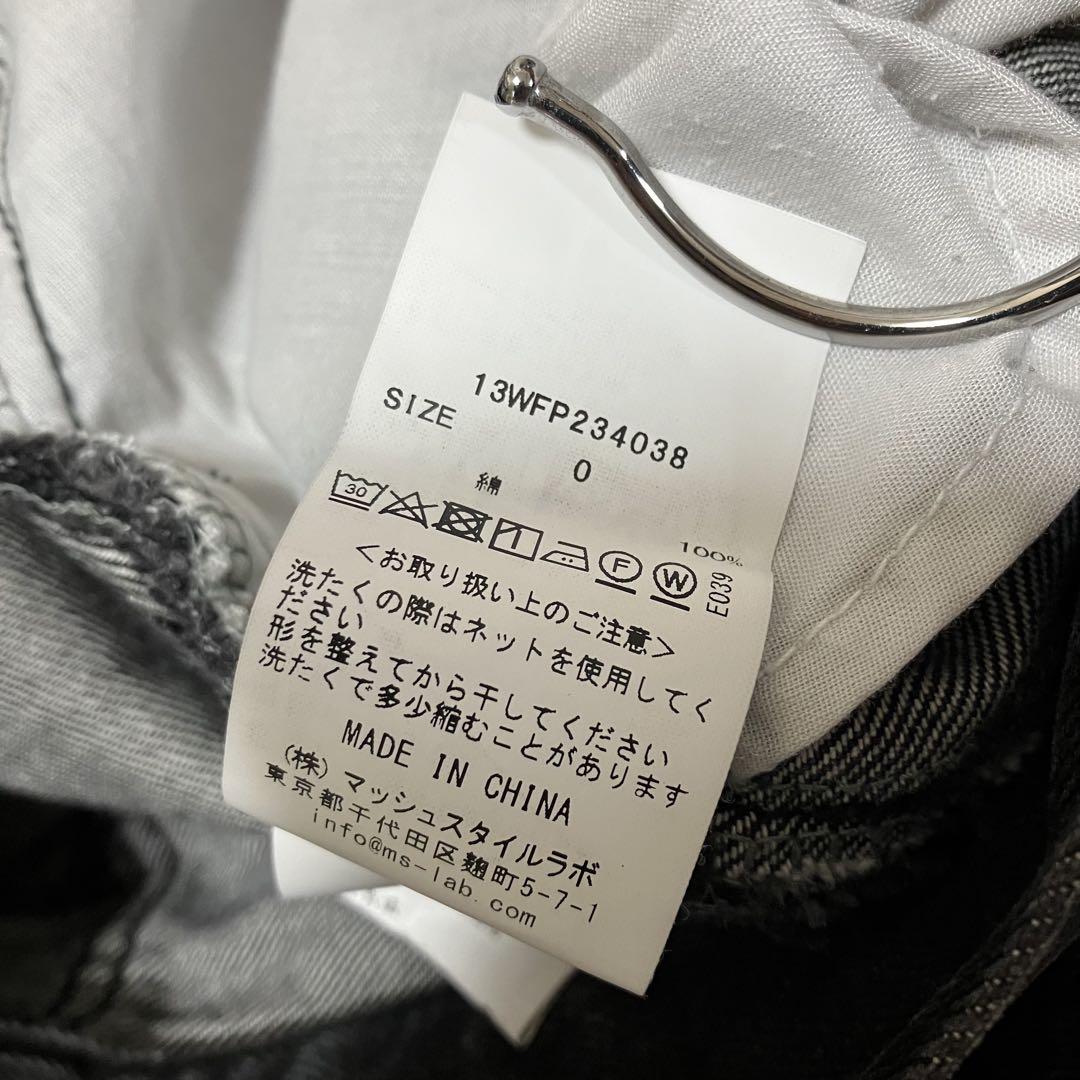 13WFP234038
SIZE 0
綿 100%
30 F W E039
＜お取り扱い上のご注意＞
洗たくの際はネットを使用してく
ださい
形を整えてから干してください
洗たくで多少縮むことがあります
MADE IN CHINA
(株) マッシュスタイルラボ
東京都千代田区麹町5-7-1
info@ms-lab.com